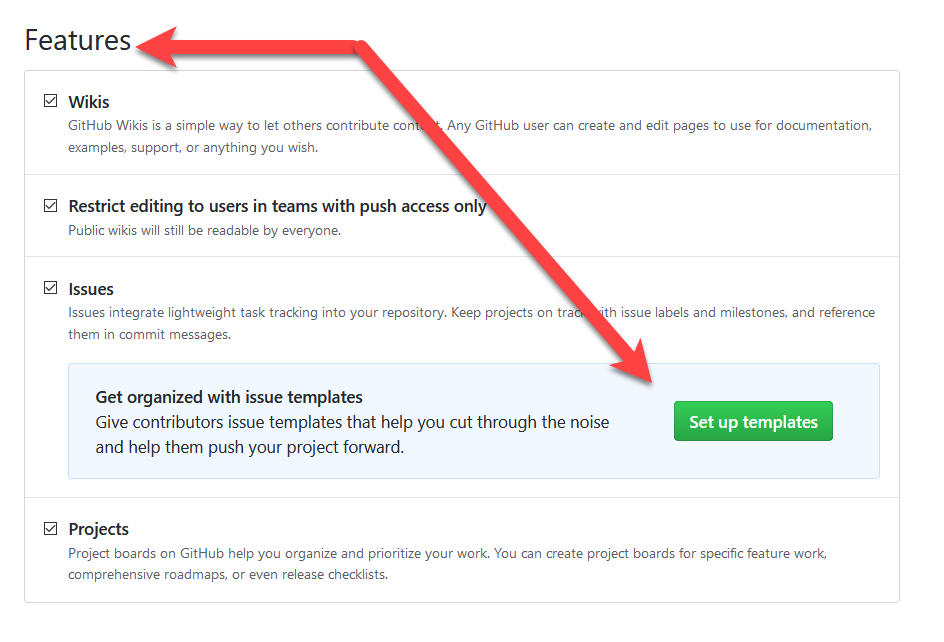 Features
Wikis
GitHub Wikis is a simple way to let others contribute Any GitHub user can create and edit pages to use for documentation,
examples, support, or anything you wish.
Restrict editing to users in teams with push access only
Public wikis will still be readable by everyone.
Issues
Issues integrate lightweight task tracking into your repository. Keep projects on track with issue labels and milestones, and reference
them in commit messages.
Get organized with issue templates
Give contributors issue templates that help you cut through the noise
and help them push your project forward.
Set up templates
Projects
Project boards on GitHub help you organize and prioritize your work. You can create project boards for specific feature work,
comprehensive roadmaps, or even release checklists.